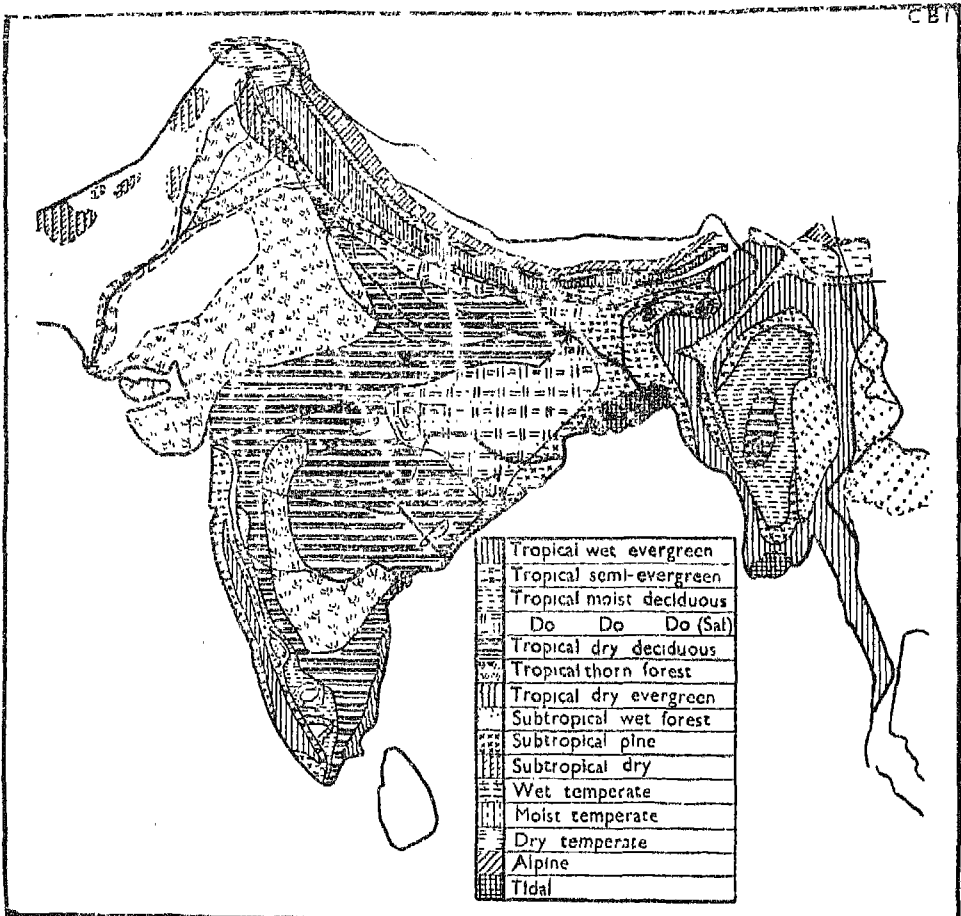 CBI
Tropical wet evergreen
Tropical semi-evergreen
Tropical moist deciduous
Do Do Do (Sal)
Tropical dry deciduous
Tropical thorn forest
Tropical dry evergreen
Subtropical wet forest
Subtropical pine
Subtropical dry
Wet temperate
Moist temperate
Dry temperate
Alpine
Tidal